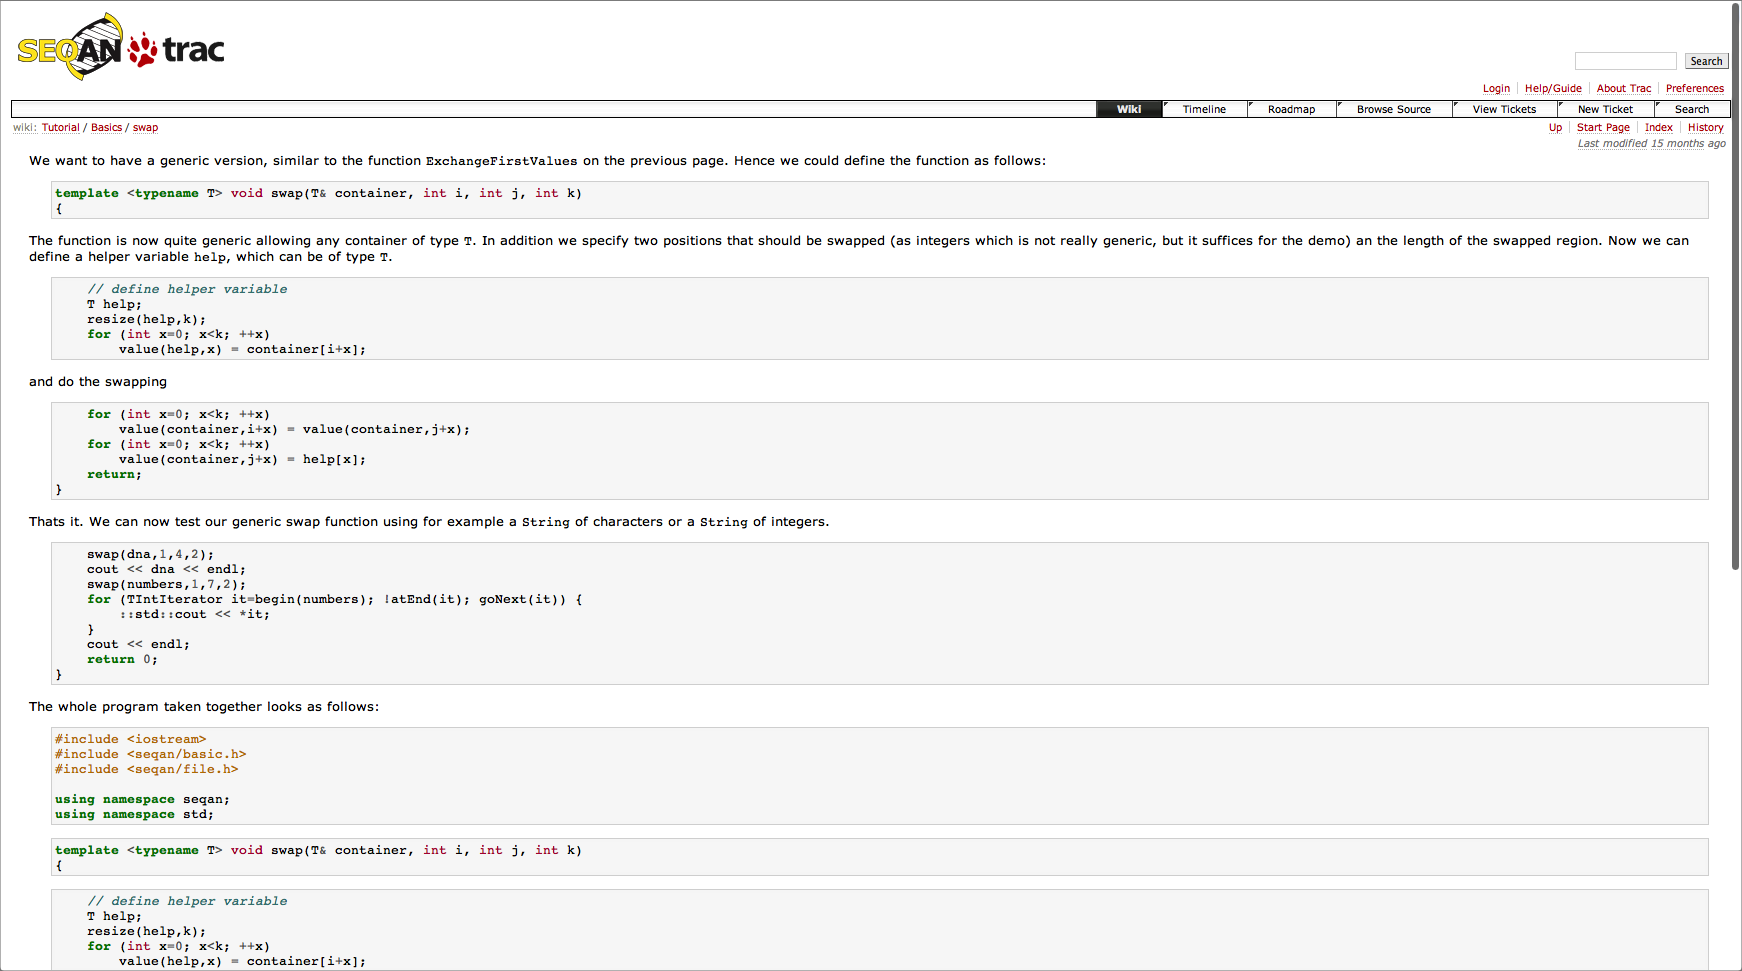 SEQAN trac
Search
Login Help/Guide About Trac Preferences
Wiki Timeline Roadmap Browse Source View Tickets New Ticket Search
wiki: Tutorial / Basics / swap
Up Start Page Index History
Last modified 15 months ago
We want to have a generic version, similar to the function ExchangeFirstValues on the previous page. Hence we could define the function as follows:
template <typename T> void swap(T& container, int i, int j, int k)
{
The function is now quite generic allowing any container of type T. In addition we specify two positions that should be swapped (as integers which is not really generic, but it suffices for the demo) an the length of the swapped region. Now we can
define a helper variable help, which can be of type T.
// define helper variable
T help;
resize(help,k);
for (int x=0; x<k; ++x)
value(help,x) = container[i+x];
and do the swapping
for (int x=0; x<k; ++x)
value(container,i+x) = value(container,j+x);
for (int x=0; x<k; ++x)
value(container,j+x) = help[x];
return;
}
Thats it. We can now test our generic swap function using for example a String of characters or a String of integers.
swap(dna,1,4,2);
cout << dna << endl;
swap(numbers,1,7,2);
for (TIntIterator it=begin(numbers); !atEnd(it); goNext(it)) {
::std::cout << *it;
}
cout << endl;
return 0;
}
The whole program taken together looks as follows:
#include <iostream>
#include <seqan/basic.h>
#include <seqan/file.h>
using namespace seqan;
using namespace std;
template <typename T> void swap(T& container, int i, int j, int k)
{
// define helper variable
T help;
resize(help,k);
for (int x=0; x<k; ++x)
value(help,x) = container[i+x];